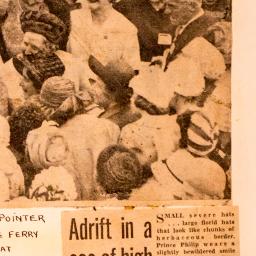 POINTER
FERRY
AT
Adrift in a
sea of high
SMALL severe hats
... large florid hats
that look like chunks of
herbaceous border.
Prince Philip wears a
slightly bewildered smile